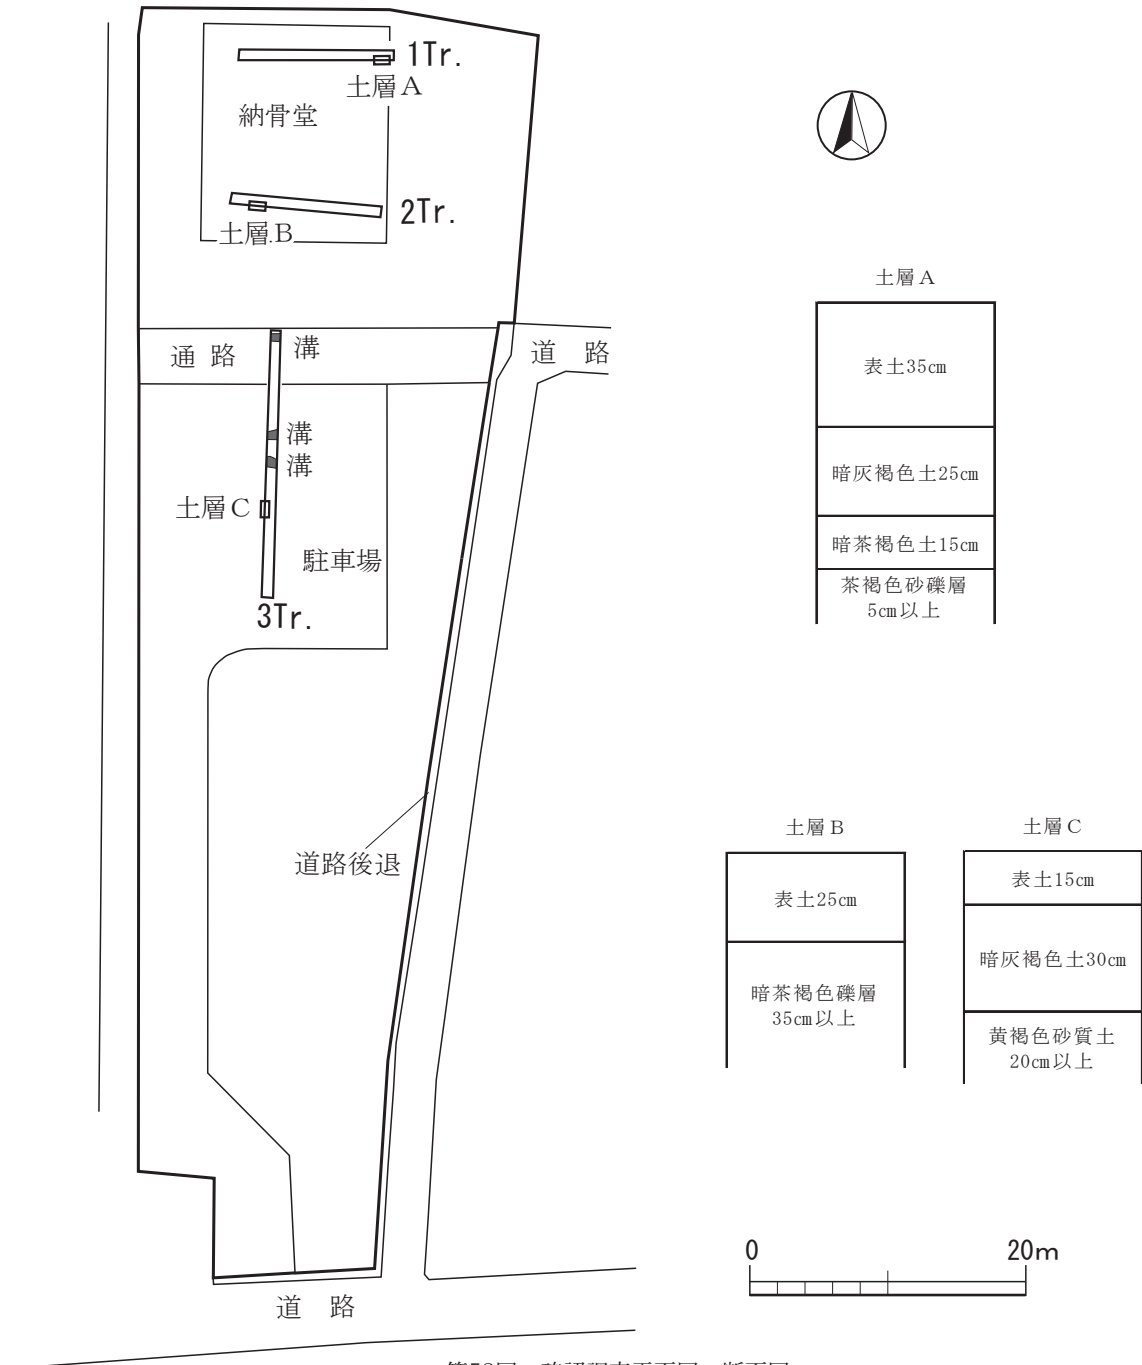 1Tr.
土層A
納骨堂
2Tr.
土層B
通路
溝
道路
溝
溝
土層C
駐車場
3Tr.
道路後退
道路
土層A
表土35㎝
暗灰褐色土25㎝
暗茶褐色土15㎝
茶褐色砂礫層
5㎝以上
土層B
表土25㎝
暗茶褐色礫層
35㎝以上
土層C
表土15㎝
暗灰褐色土30㎝
黄褐色砂質土
20㎝以上
0 20m